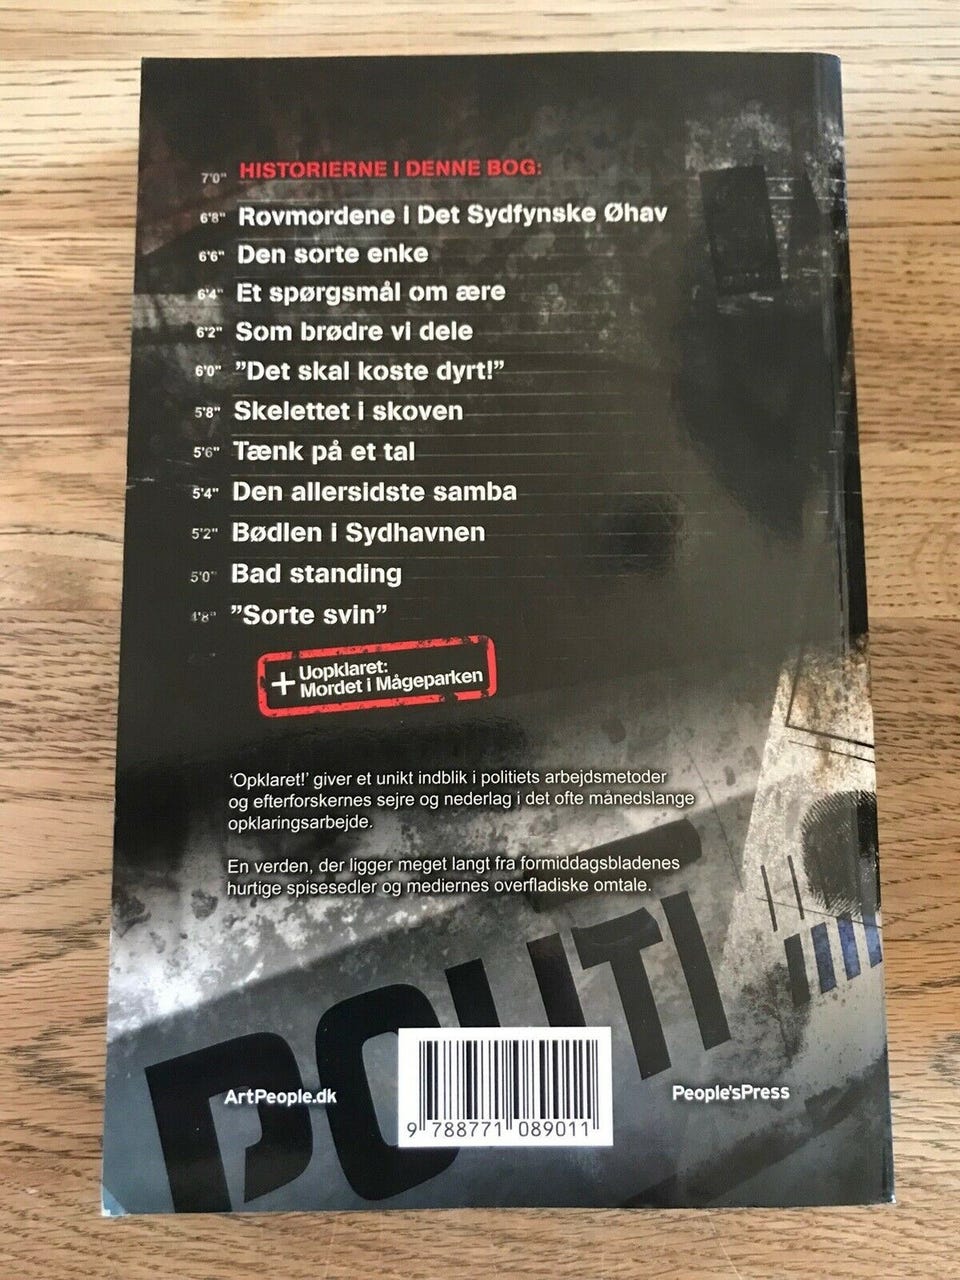 7'0" HISTORIERNE I DENNE BOG:
6'8" Rovmordene i Det Sydfynske Øhav
6'6" Den sorte enke
6'4" Et spørgsmål om ære
6'2" Som brødre vi dele
6'0" ”Det skal koste dyrt!”
5'8" Skelettet i skoven
5'6" Tænk på et tal
5'4" Den allersidste samba
5'2" Bødlen i Sydhavnen
5'0" Bad standing
4'8" ”Sorte svin”
+ Uopklaret:
Mordet i Mågeparken
‘Opklaret!’ giver et unikt indblik i politiets arbejdsmetoder
og efterforskernes sejre og nederlag i det ofte månedslange
opklaringsarbejde.
En verden, der ligger meget langt fra formiddagsbladenes
hurtige spisesedler og mediernes overfladiske omtale.
POLITI
ArtPeople.dk
People'sPress
9 788771 089011